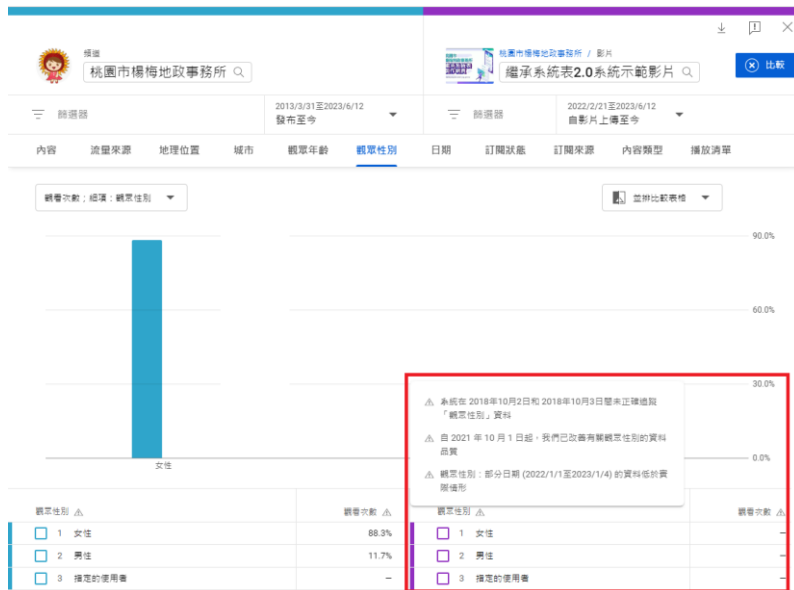 頻道
桃園市楊梅地政事務所
桃園市楊梅地政事務所 / 影片
繼承系統表2.0系統示範影片
比較
篩選器
2013/3/31至2023/6/12
發布至今
篩選器
2022/2/21至2023/6/12
自影片上傳至今
內容 流量來源 地理位置 城市 觀眾年齡 觀眾性別 日期 訂閱狀態 訂閱來源 內容類型 播放清單
觀看次數；細項：觀眾性別
並排比較表格
90.0%
60.0%
30.0%
0.0%
女性
系統在 2018年10月2日和 2018年10月3日間未正確追蹤
「觀眾性別」資料
自 2021 年 10 月 1 日起，我們已改善有關觀眾性別的資料
品質
觀眾性別：部分日期 (2022/1/1至2023/1/4) 的資料低於實
際情形
觀眾性別 觀看次數 觀眾性別 觀看次數
1 女性 88.3% 1 女性 –
2 男性 11.7% 2 男性 –
3 指定的使用者 – 3 指定的使用者 –